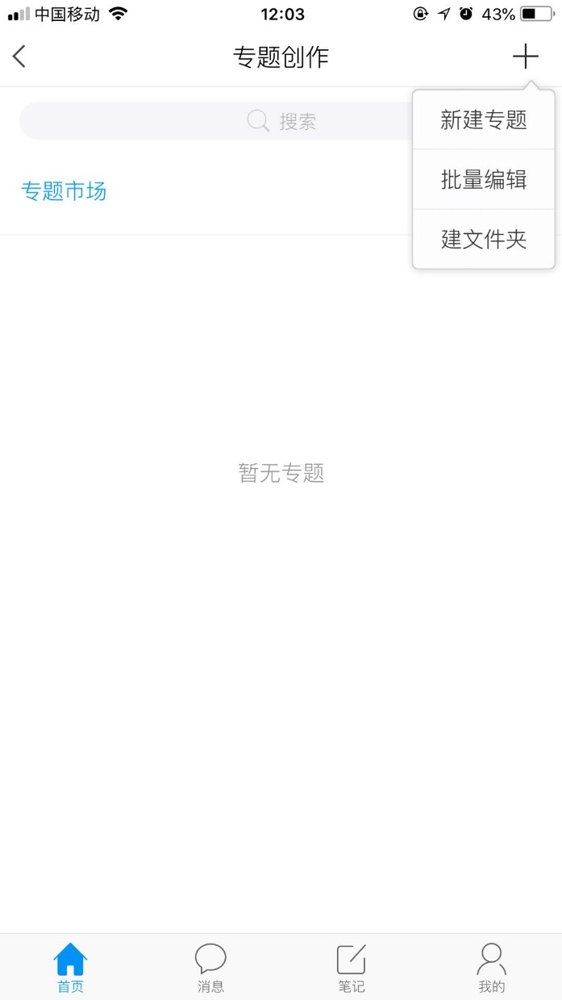 中国移动 12:03 43%
专题创作
搜索
新建专题
批量编辑
建文件夹
专题市场
暂无专题
首页 消息 笔记 我的